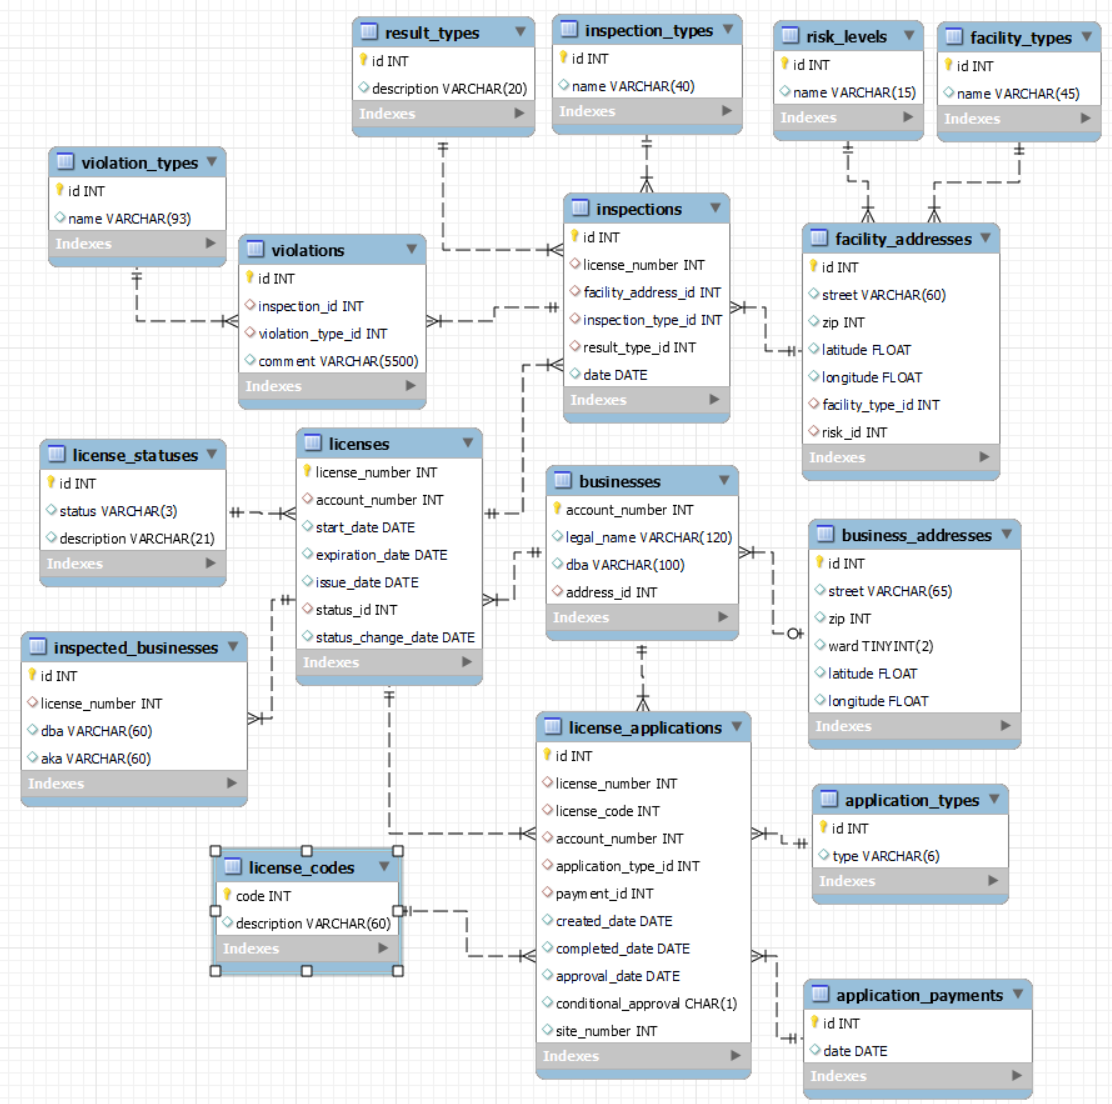 result_types
id INT
description VARCHAR(20)
Indexes
inspection_types
id INT
name VARCHAR(40)
Indexes
risk_levels
id INT
name VARCHAR(15)
Indexes
facility_types
id INT
name VARCHAR(45)
Indexes
violation_types
id INT
name VARCHAR(93)
Indexes
violations
id INT
inspection_id INT
violation_type_id INT
comment VARCHAR(5500)
Indexes
inspections
id INT
license_number INT
facility_address_id INT
inspection_type_id INT
result_type_id INT
date DATE
Indexes
facility_addresses
id INT
street VARCHAR(60)
zip INT
latitude FLOAT
longitude FLOAT
facility_type_id INT
risk_id INT
Indexes
license_statuses
id INT
status VARCHAR(3)
description VARCHAR(21)
Indexes
licenses
license_number INT
account_number INT
start_date DATE
expiration_date DATE
issue_date DATE
status_id INT
status_change_date DATE
Indexes
businesses
account_number INT
legal_name VARCHAR(120)
dba VARCHAR(100)
address_id INT
Indexes
business_addresses
id INT
street VARCHAR(65)
zip INT
ward TINYINT(2)
latitude FLOAT
longitude FLOAT
Indexes
inspected_businesses
id INT
license_number INT
dba VARCHAR(60)
aka VARCHAR(60)
Indexes
license_applications
id INT
license_number INT
license_code INT
account_number INT
application_type_id INT
payment_id INT
created_date DATE
completed_date DATE
approval_date DATE
conditional_approval CHAR(1)
site_number INT
Indexes
application_types
id INT
type VARCHAR(6)
Indexes
license_codes
code INT
description VARCHAR(60)
Indexes
application_payments
id INT
date DATE
Indexes